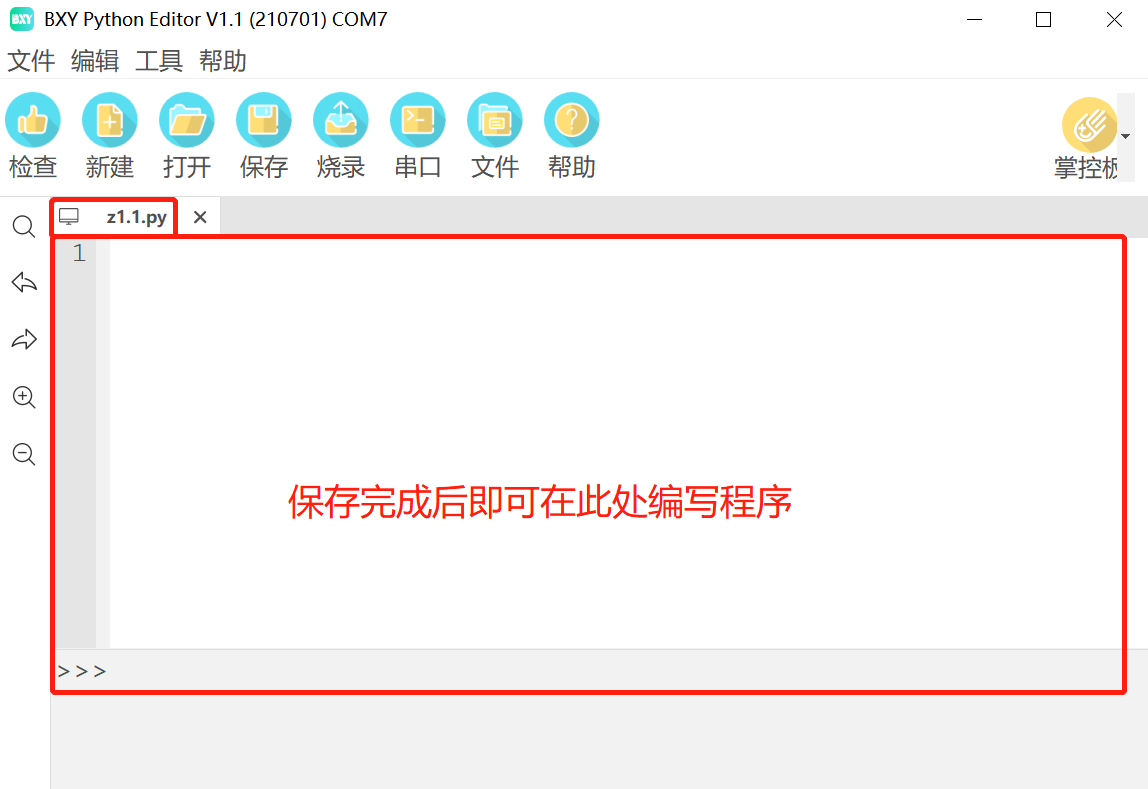 BXY BXY Python Editor V1.1 (210701) COM7
文件 编辑 工具 帮助
检查 新建 打开 保存 烧录 串口 文件 帮助 掌控板
z1.1.py
1
保存完成后即可在此处编写程序
>>>